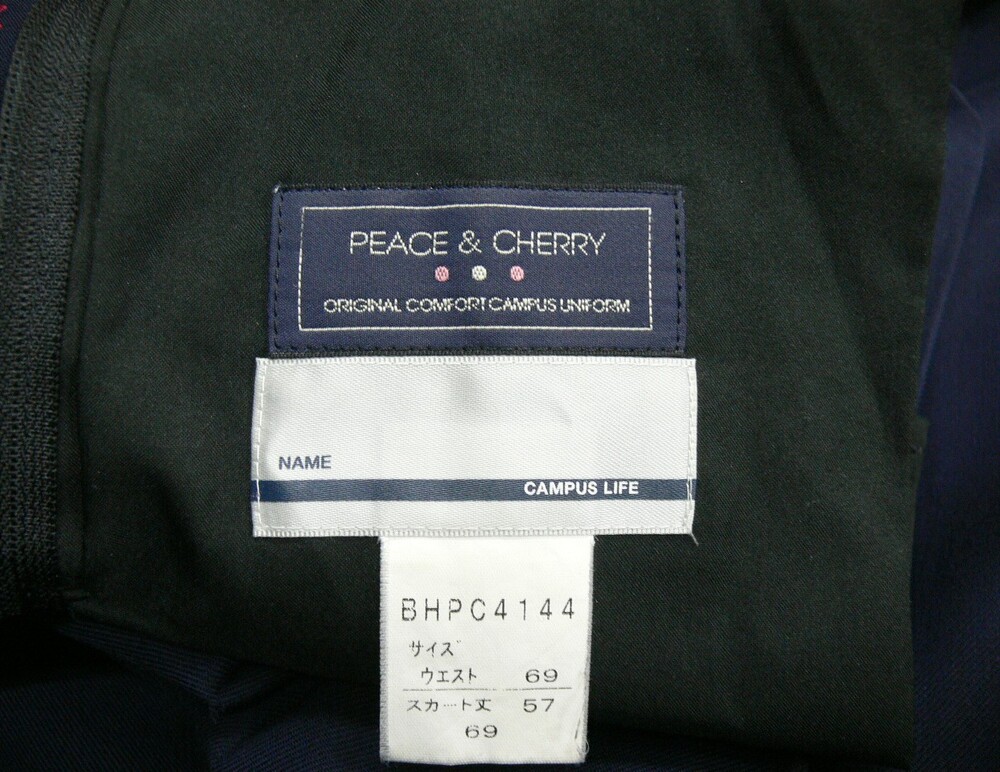 PEACE & CHERRY
ORIGINAL COMFORT CAMPUS UNIFORM
NAME
CAMPUS LIFE
BHPC4144
サイズ
ウエスト 69
スカート丈 57
69